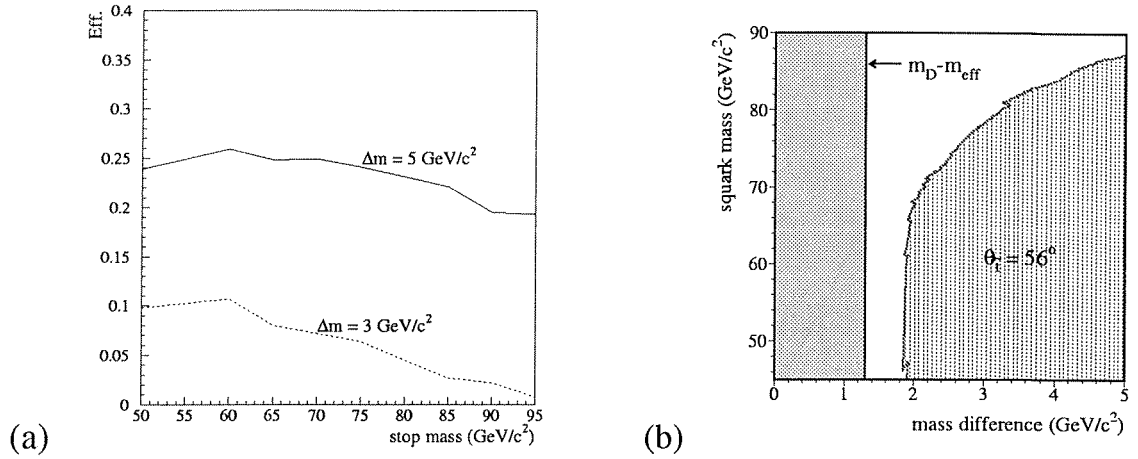 Eff.
0.4
0.35
0.3
0.25
0.2
0.15
0.1
0.05
0
Δm = 5 GeV/c²
Δm = 3 GeV/c²
50 55 60 65 70 75 80 85 90 95
stop mass (GeV/c²)
(a)
squark mass (GeV/c²)
90
80
70
60
50
m_D-m_eff
θ_t̃ = 56°
0 1 2 3 4 5
mass difference (GeV/c²)
(b)